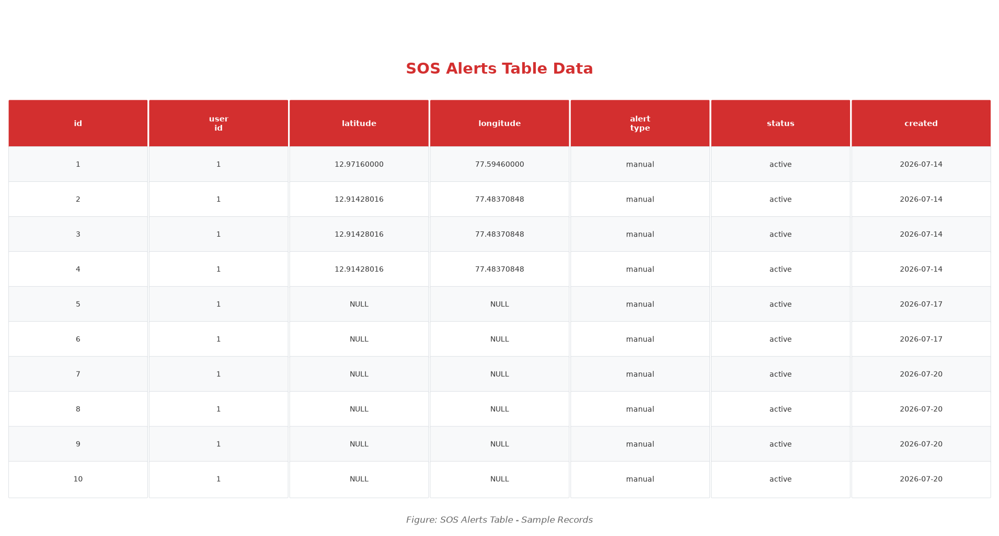 SOS Alerts Table Data
id user id latitude longitude alert type status created
1 1 12.97160000 77.59460000 manual active 2026-07-14
2 1 12.91428016 77.48370848 manual active 2026-07-14
3 1 12.91428016 77.48370848 manual active 2026-07-14
4 1 12.91428016 77.48370848 manual active 2026-07-14
5 1 NULL NULL manual active 2026-07-17
6 1 NULL NULL manual active 2026-07-17
7 1 NULL NULL manual active 2026-07-20
8 1 NULL NULL manual active 2026-07-20
9 1 NULL NULL manual active 2026-07-20
10 1 NULL NULL manual active 2026-07-20
Figure: SOS Alerts Table - Sample Records